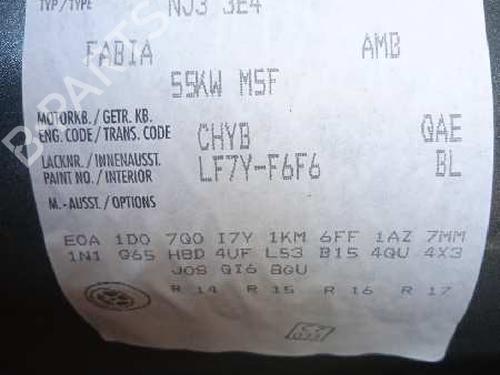 TYP / TYPE NJ3 3E4
FABIA AMB
55KW M5F
MOTORKB. / GETR. KB.
ENG. CODE / TRANS. CODE CHYB QAE
LACKNR. / INNENAUSST.
PAINT NO. / INTERIOR LF7Y-F6F6 BL
M. - AUSST. / OPTIONS
E0A 1D0 7Q0 I7Y 1KM 6FF 1AZ 7MM
1N1 Q65 H8D 4UF L53 B15 4QU 4X3
J0S QI6 8GU
R 14 R 15 R 16 R 17